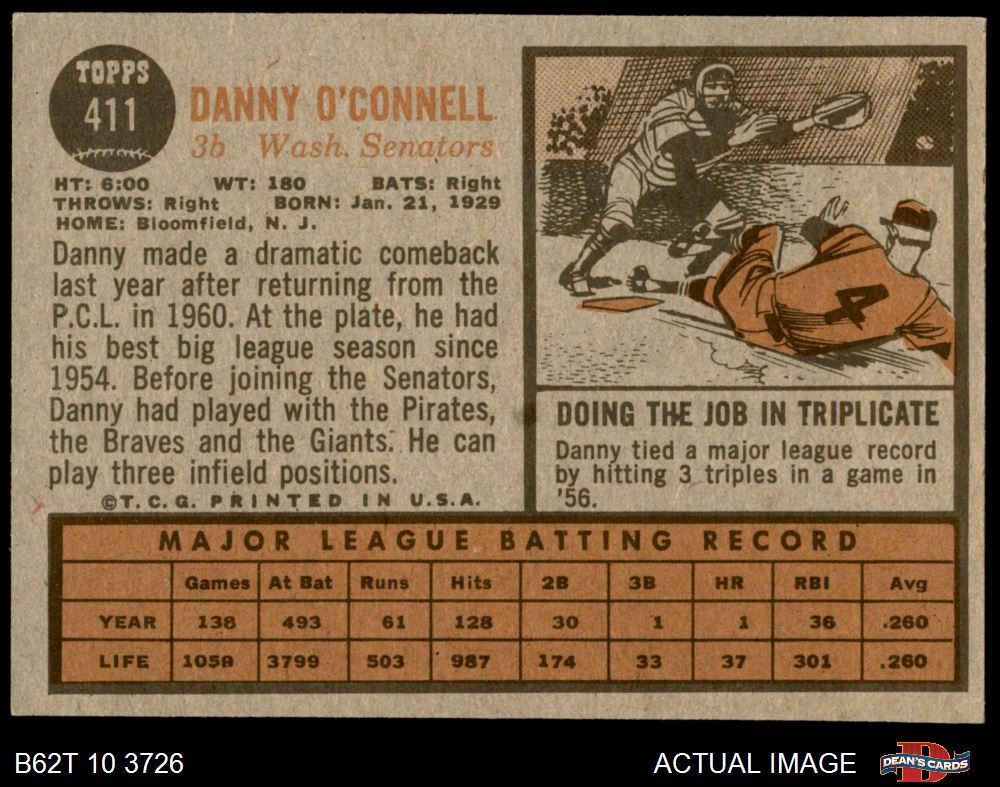 TOPPS
411
DANNY O'CONNELL
3b Wash. Senators
HT: 6:00 WT: 180 BATS: Right
THROWS: Right BORN: Jan. 21, 1929
HOME: Bloomfield, N. J.
Danny made a dramatic comeback
last year after returning from the
P.C.L. in 1960. At the plate, he had
his best big league season since
1954. Before joining the Senators,
Danny had played with the Pirates,
the Braves and the Giants. He can
play three infield positions.
©T.C.G. PRINTED IN U.S.A.
4
DOING THE JOB IN TRIPLICATE
Danny tied a major league record
by hitting 3 triples in a game in
'56.
MAJOR LEAGUE BATTING RECORD
Games At Bat Runs Hits 2B 3B HR RBI Avg
YEAR 138 493 61 128 30 1 1 36 .260
LIFE 1058 3799 503 987 174 33 37 301 .260
B62T 10 3726
ACTUAL IMAGE
D
DEAN'S CARDS